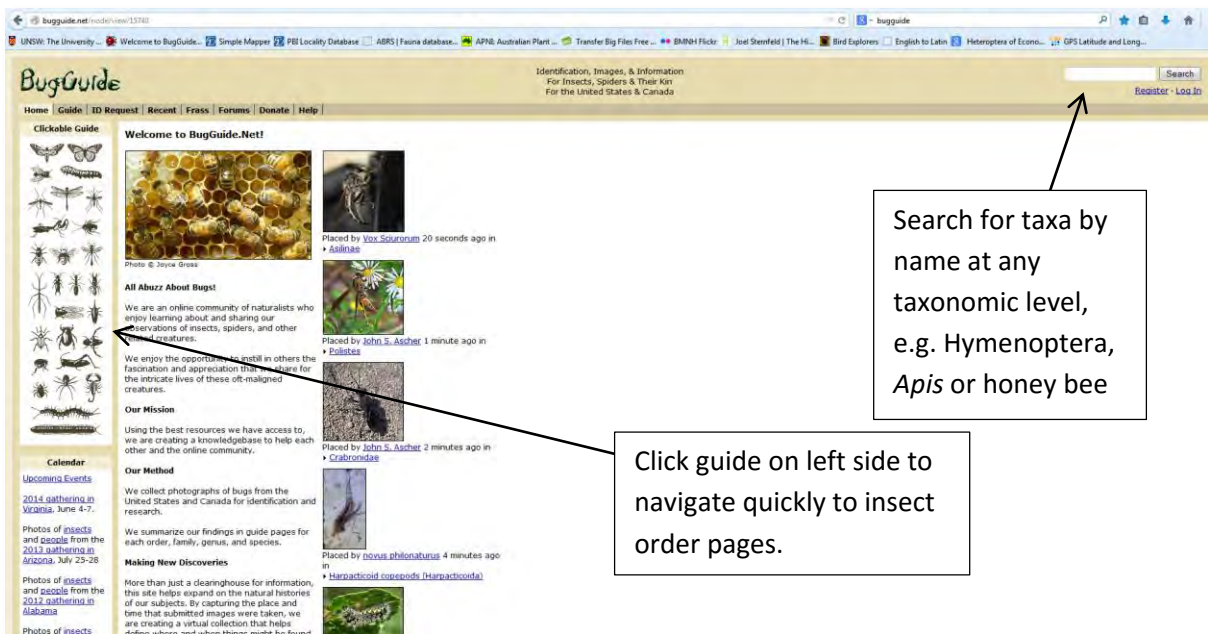 bugguide.net/node/view/15740
bugguide
UNSW: The University ...
Welcome to BugGuide...
Simple Mapper
PBI Locality Database
ABRS | Fauna database...
APNI: Australian Plant ...
Transfer Big Files Free ...
BMNH Flickr
Joel Sternfeld | The Hi...
Bird Explorers
English to Latin
Heteroptera of Econo...
GPS Latitude and Long...
BugGuide
Identification, Images, & Information
For Insects, Spiders & Their Kin
For the United States & Canada
Search
Register · Log In
Home Guide ID Request Recent Frass Forums Donate Help
Clickable Guide
Welcome to BugGuide.Net!
Photo © Joyce Gross
All Abuzz About Bugs!
We are an online community of naturalists who
enjoy learning about and sharing our
observations of insects, spiders, and other
related creatures.
We enjoy the opportunity to instill in others the
fascination and appreciation that we share for
the intricate lives of these oft-maligned
creatures.
Our Mission
Using the best resources we have access to,
we are creating a knowledgebase to help each
other and the online community.
Our Method
We collect photographs of bugs from the
United States and Canada for identification and
research.
We summarize our findings in guide pages for
each order, family, genus, and species.
Making New Discoveries
More than just a clearinghouse for information,
this site helps expand on the natural histories
of our subjects. By capturing the place and
time that submitted images were taken, we
are creating a virtual collection that helps
define where and when things might be found
Placed by Vox Sciurorum 20 seconds ago in
Asilinae
Placed by John S. Ascher 1 minute ago in
Polistes
Placed by John S. Ascher 2 minutes ago in
Crabronidae
Placed by novus philonaturus 4 minutes ago
in
Harpacticoid copepods (Harpacticoida)
Calendar
Upcoming Events
2014 gathering in
Virginia, June 4-7.
Photos of insects
and people from the
2013 gathering in
Arizona, July 25-28
Photos of insects
and people from the
2012 gathering in
Alabama
Photos of insects
Search for taxa by
name at any
taxonomic level,
e.g. Hymenoptera,
Apis or honey bee
Click guide on left side to
navigate quickly to insect
order pages.